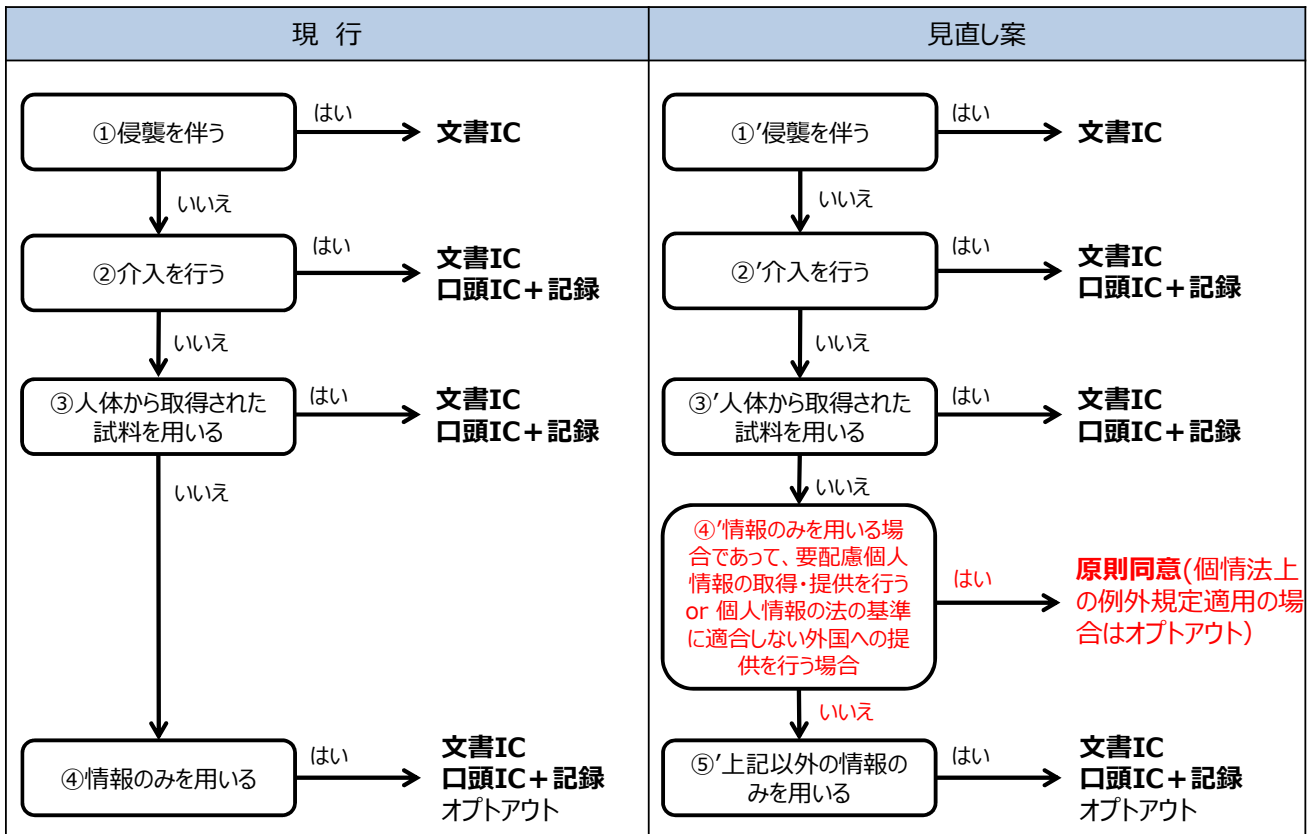 現 行
①侵襲を伴う
はい
文書IC
いいえ
②介入を行う
はい
文書IC
口頭IC+記録
いいえ
③人体から取得された
試料を用いる
はい
文書IC
口頭IC+記録
いいえ
④情報のみを用いる
はい
文書IC
口頭IC+記録
オプトアウト
見直し案
①’侵襲を伴う
はい
文書IC
いいえ
②’介入を行う
はい
文書IC
口頭IC+記録
いいえ
③’人体から取得された
試料を用いる
はい
文書IC
口頭IC+記録
いいえ
④’情報のみを用いる場
合であって、要配慮個人
情報の取得・提供を行う
or 個人情報の法の基準
に適合しない外国への提
供を行う場合
はい
原則同意(個情法上
の例外規定適用の場
合はオプトアウト)
いいえ
⑤’上記以外の情報の
みを用いる
はい
文書IC
口頭IC+記録
オプトアウト